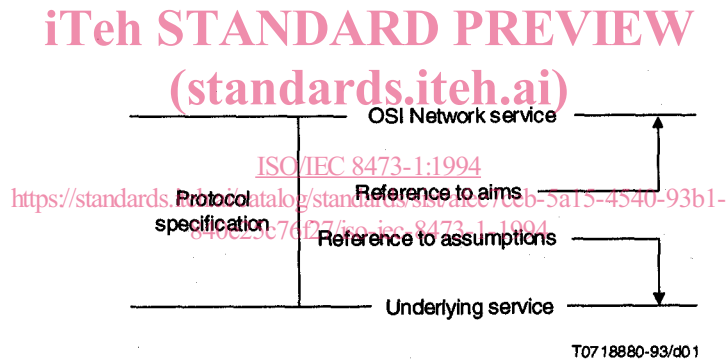 iTeh STANDARD PREVIEW
(standards.iteh.ai)
OSI Network service
ISO/IEC 8473-1:1994
Reference to aims
Protocol
specification
Reference to assumptions
Underlying service
T0718880-93/d01